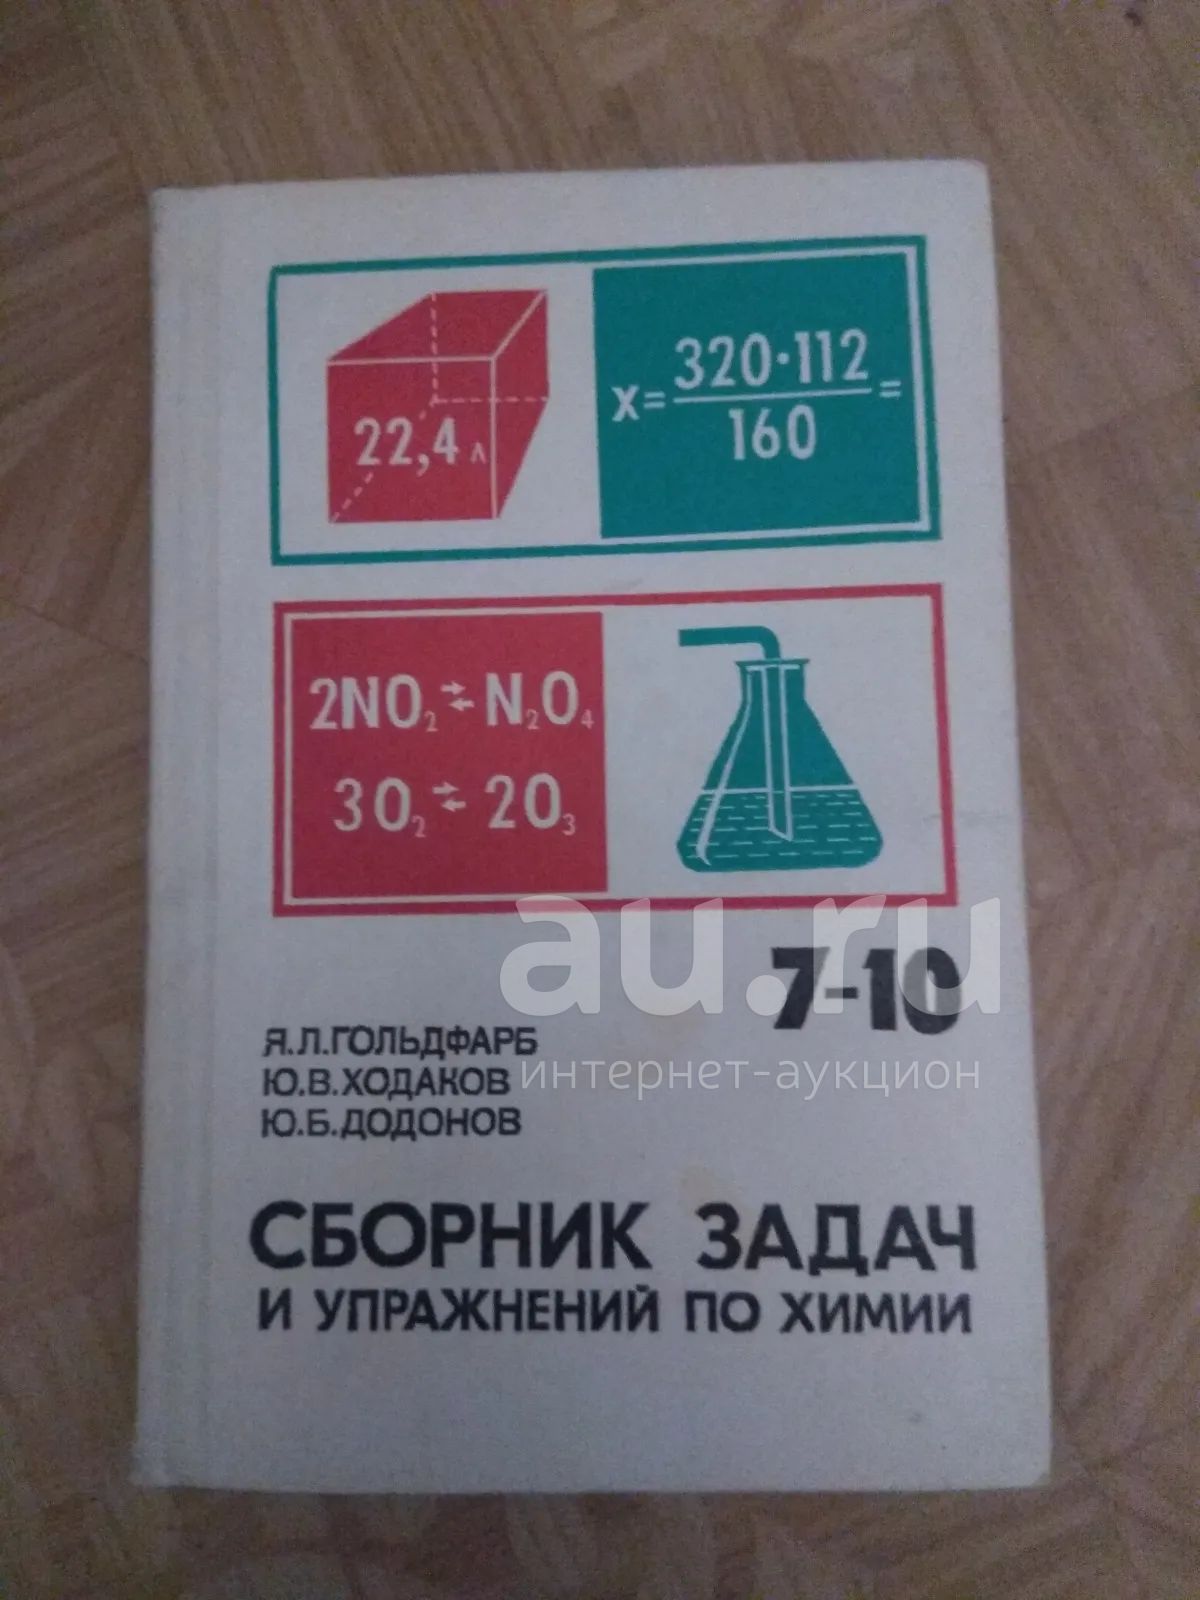 22,4 л
x = 320·112 / 160 =
2NO₂ ⇄ N₂O₄
3O₂ ⇄ 2O₃
au.ru
7-10
интернет-аукцион
Я.Л.ГОЛЬДФАРБ
Ю.В.ХОДАКОВ
Ю.Б.ДОДОНОВ
СБОРНИК ЗАДАЧ
И УПРАЖНЕНИЙ ПО ХИМИИ